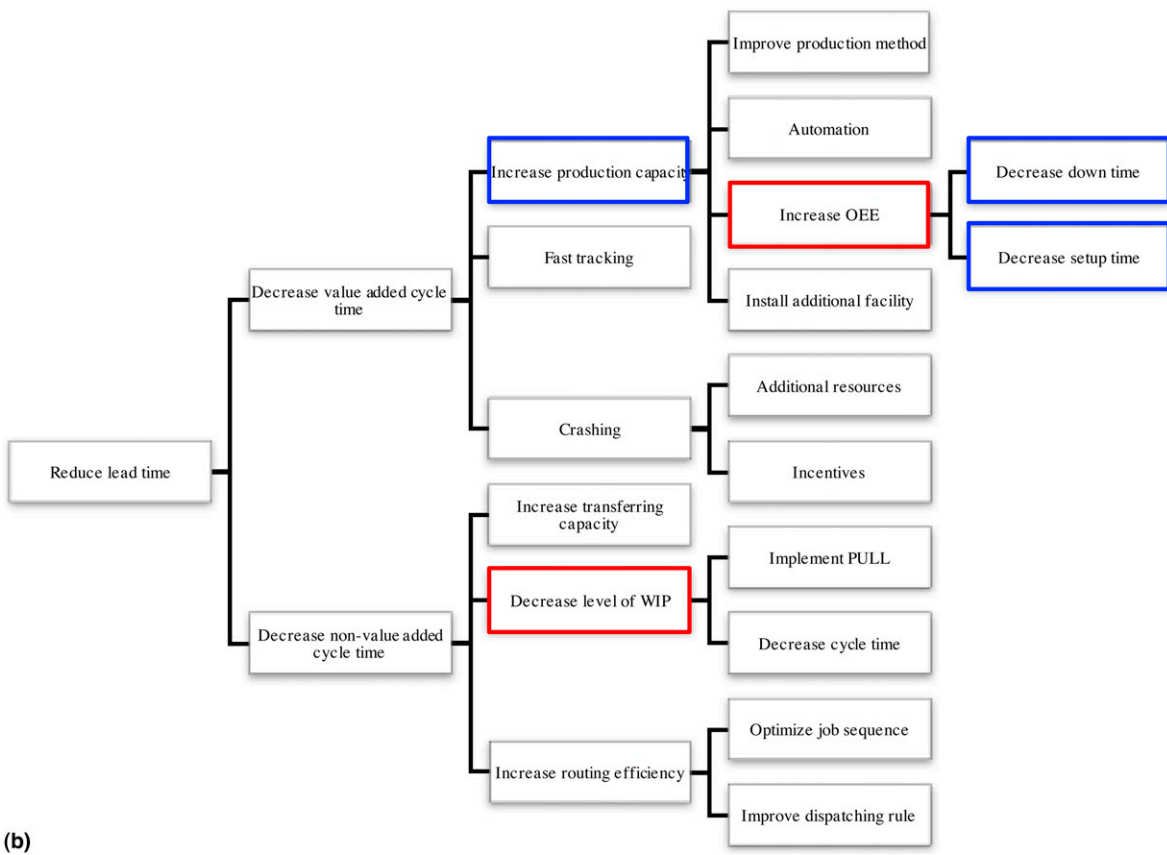 Improve production method
Automation
Increase production capacity
Decrease down time
Increase OEE
Fast tracking
Decrease setup time
Decrease value added cycle
time
Install additional facility
Additional resources
Crashing
Reduce lead time
Incentives
Increase transferring
capacity
Implement PULL
Decrease level of WIP
Decrease non-value added
cycle time
Decrease cycle time
Optimize job sequence
Increase routing efficiency
Improve dispatching rule
(b)